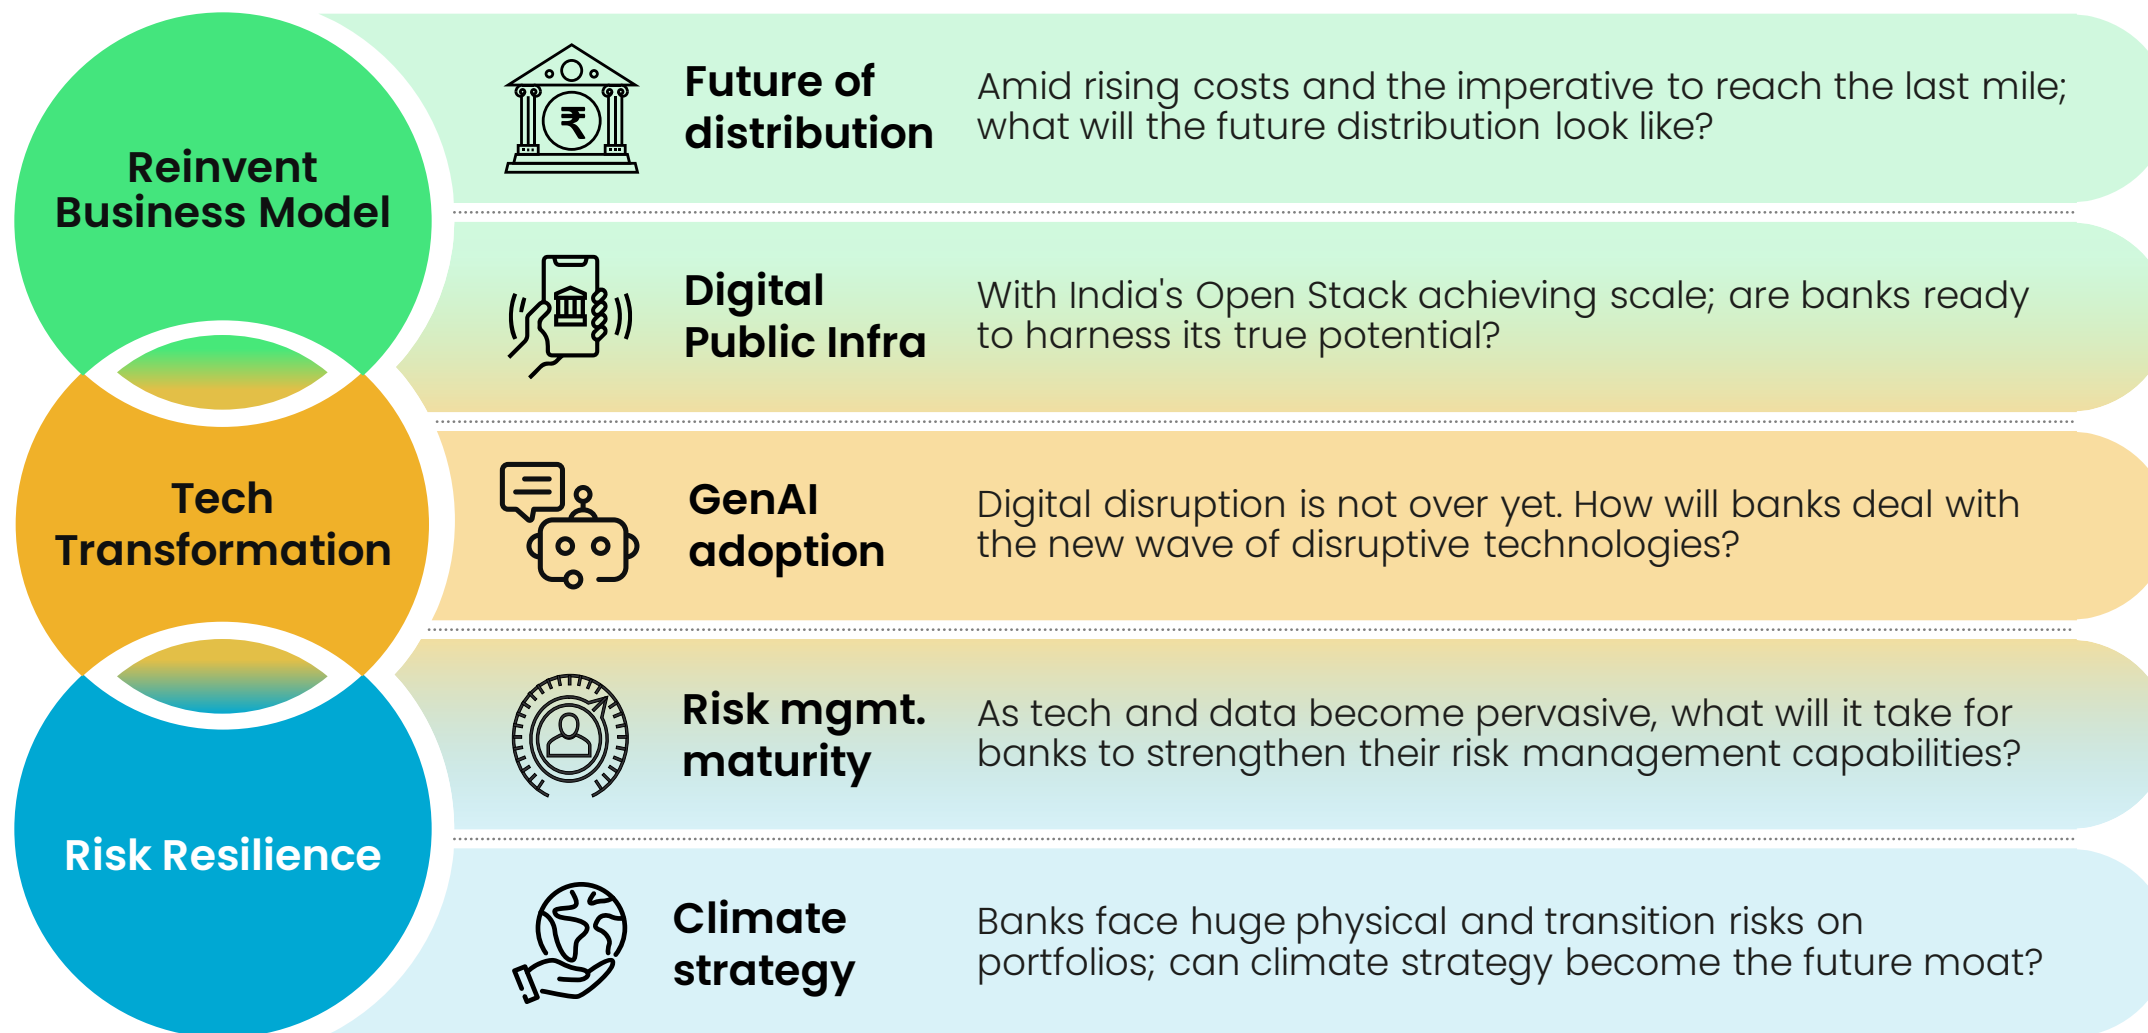 Reinvent
Business Model
Future of
distribution
Amid rising costs and the imperative to reach the last mile;
what will the future distribution look like?
₹
Digital
Public Infra
With India's Open Stack achieving scale; are banks ready
to harness its true potential?
Tech
Transformation
GenAI
adoption
Digital disruption is not over yet. How will banks deal with
the new wave of disruptive technologies?
Risk mgmt.
maturity
As tech and data become pervasive, what will it take for
banks to strengthen their risk management capabilities?
Risk Resilience
Climate
strategy
Banks face huge physical and transition risks on
portfolios; can climate strategy become the future moat?